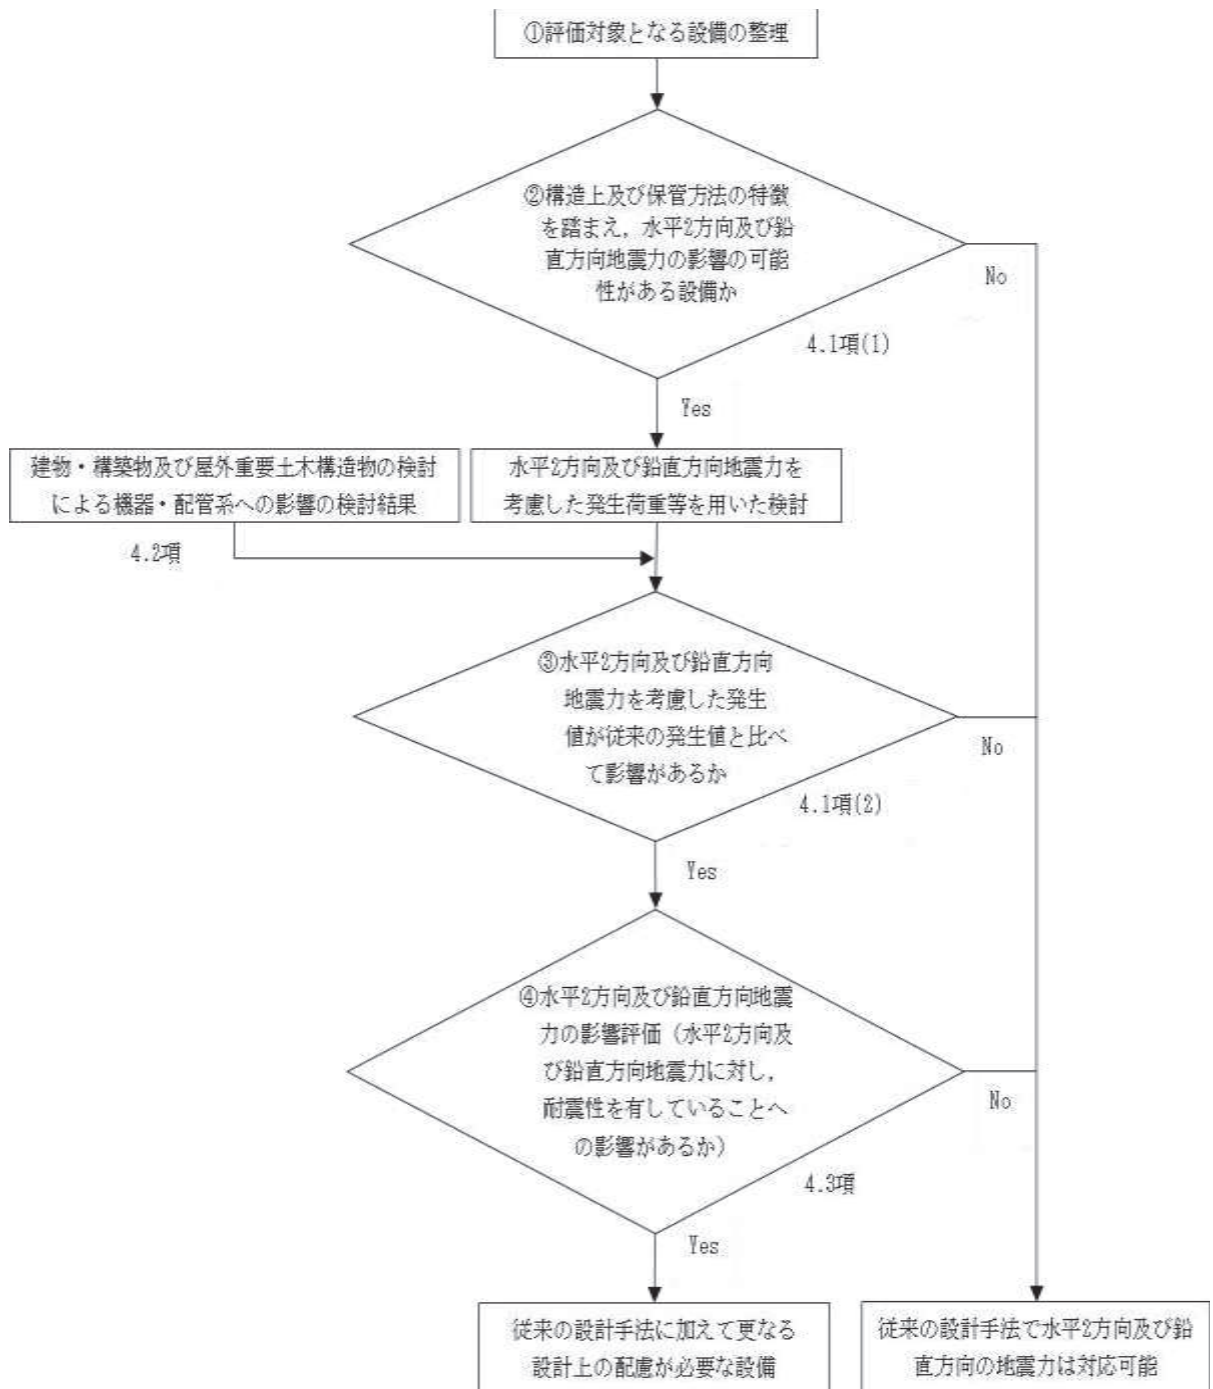 ①評価対象となる設備の整理
②構造上及び保管方法の特徴
を踏まえ，水平2方向及び鉛
直方向地震力の影響の可能
性がある設備か
No
4.1項(1)
Yes
建物・構築物及び屋外重要土木構造物の検討
による機器・配管系への影響の検討結果
水平2方向及び鉛直方向地震力を
考慮した発生荷重等を用いた検討
4.2項
③水平2方向及び鉛直方向
地震力を考慮した発生
値が従来の発生値と比べ
て影響があるか
No
4.1項(2)
Yes
④水平2方向及び鉛直方向地震
力の影響評価（水平2方向及
び鉛直方向地震力に対し，
耐震性を有していることへ
の影響があるか）
No
4.3項
Yes
従来の設計手法に加えて更なる
設計上の配慮が必要な設備
従来の設計手法で水平2方向及び鉛
直方向の地震力は対応可能